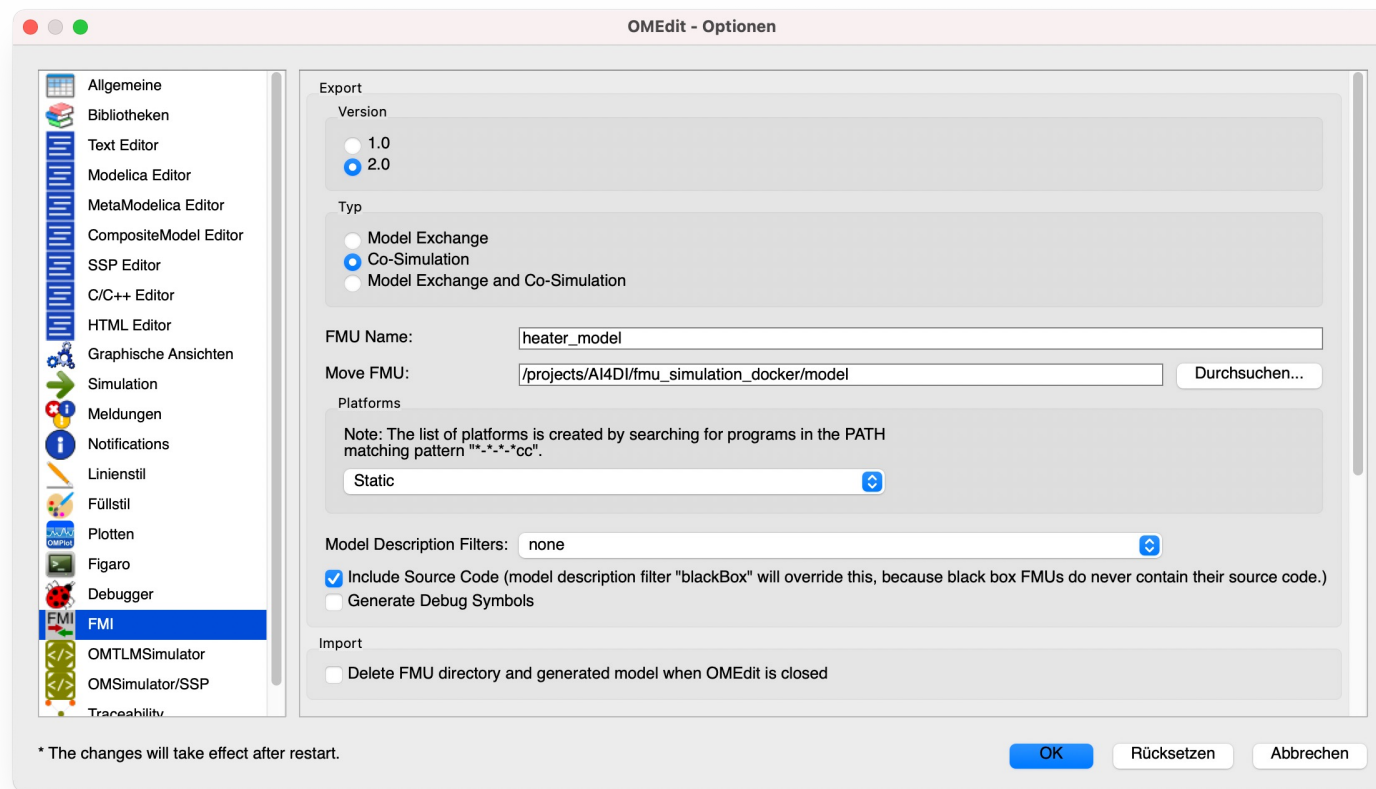 OMEdit - Optionen
Allgemeine
Bibliotheken
Text Editor
Modelica Editor
MetaModelica Editor
CompositeModel Editor
SSP Editor
C/C++ Editor
HTML Editor
Graphische Ansichten
Simulation
Meldungen
Notifications
Linienstil
Füllstil
OMPlot
Plotten
Figaro
Debugger
FMI
FMI
</>
OMTLMSimulator
</>
OMSimulator/SSP
Traceability
Export
Version
1.0
2.0
Typ
Model Exchange
Co-Simulation
Model Exchange and Co-Simulation
FMU Name:
heater_model
Move FMU:
/projects/AI4DI/fmu_simulation_docker/model
Durchsuchen...
Platforms
Note: The list of platforms is created by searching for programs in the PATH
matching pattern "*-*-*-*cc".
Static
Model Description Filters:
none
Include Source Code (model description filter "blackBox" will override this, because black box FMUs do never contain their source code.)
Generate Debug Symbols
Import
Delete FMU directory and generated model when OMEdit is closed
* The changes will take effect after restart.
OK
Rücksetzen
Abbrechen